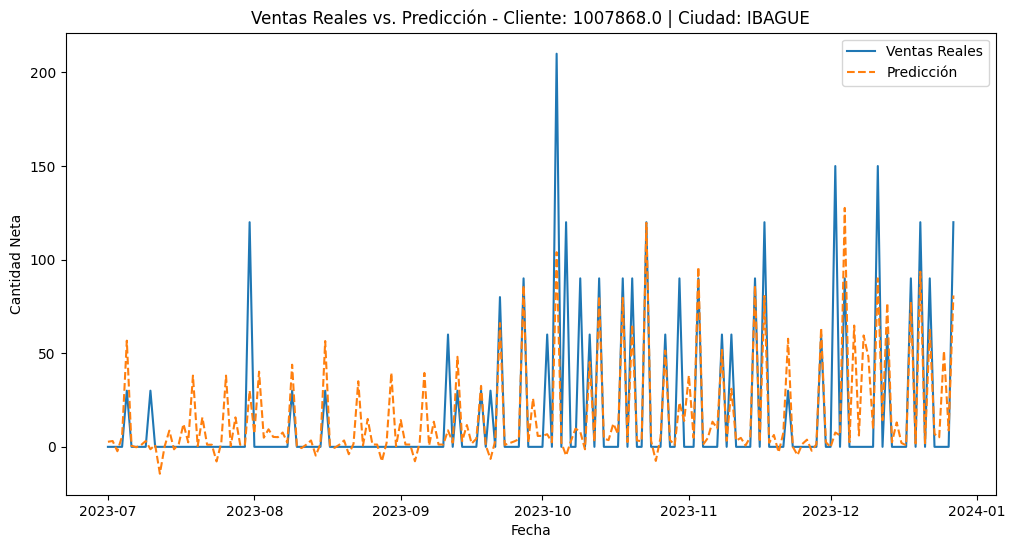 Ventas Reales vs. Predicción - Cliente: 1007868.0 | Ciudad: IBAGUE
Ventas Reales
Predicción
Cantidad Neta
200
150
100
50
0
2023-07
2023-08
2023-09
2023-10
2023-11
2023-12
2024-01
Fecha